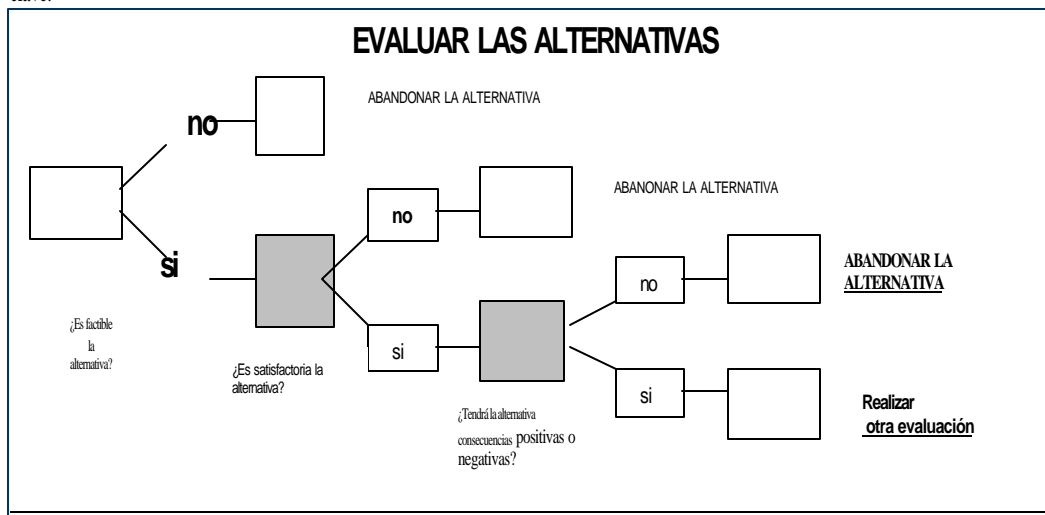 EVALUAR LAS ALTERNATIVAS
ABANDONAR LA ALTERNATIVA
no
ABANONAR LA ALTERNATIVA
no
si
ABANDONAR LA
ALTERNATIVA
no
¿Es factible
la
alternativa?
¿Es satisfactoria la
alternativa?
si
¿Tendrá la alternativa
consecuencias positivas o
negativas?
si
Realizar
otra evaluación